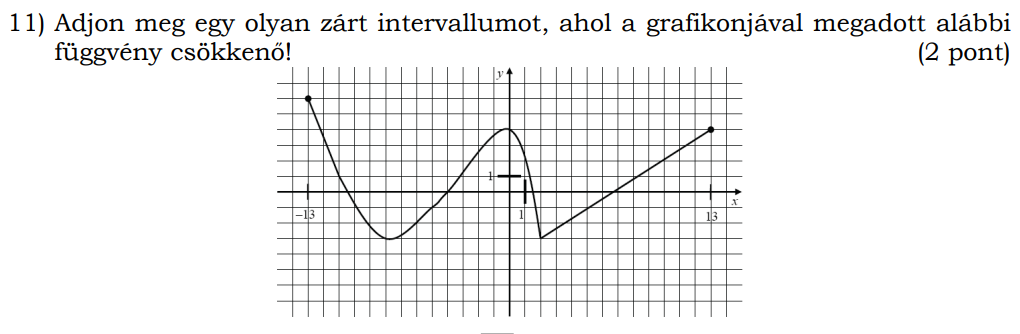 11) Adjon meg egy olyan zárt intervallumot, ahol a grafikonjával megadott alábbi
függvény csökkenő! (2 pont)
y
1
x
−13
1
13